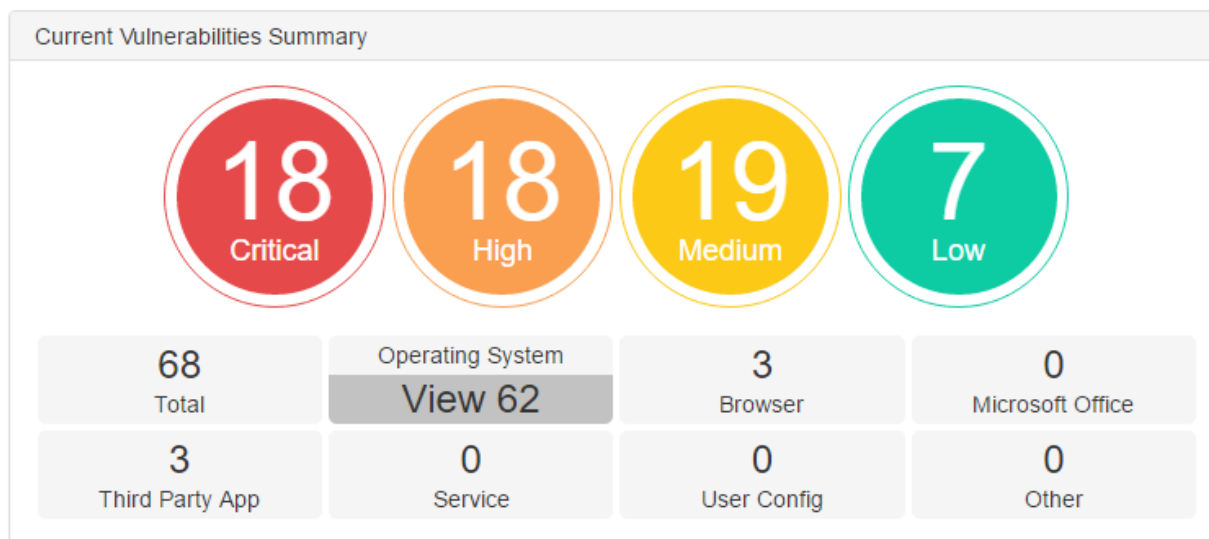 Current Vulnerabilities Summary
18
Critical
18
High
19
Medium
7
Low
68
Total
Operating System
View 62
3
Browser
0
Microsoft Office
3
Third Party App
0
Service
0
User Config
0
Other